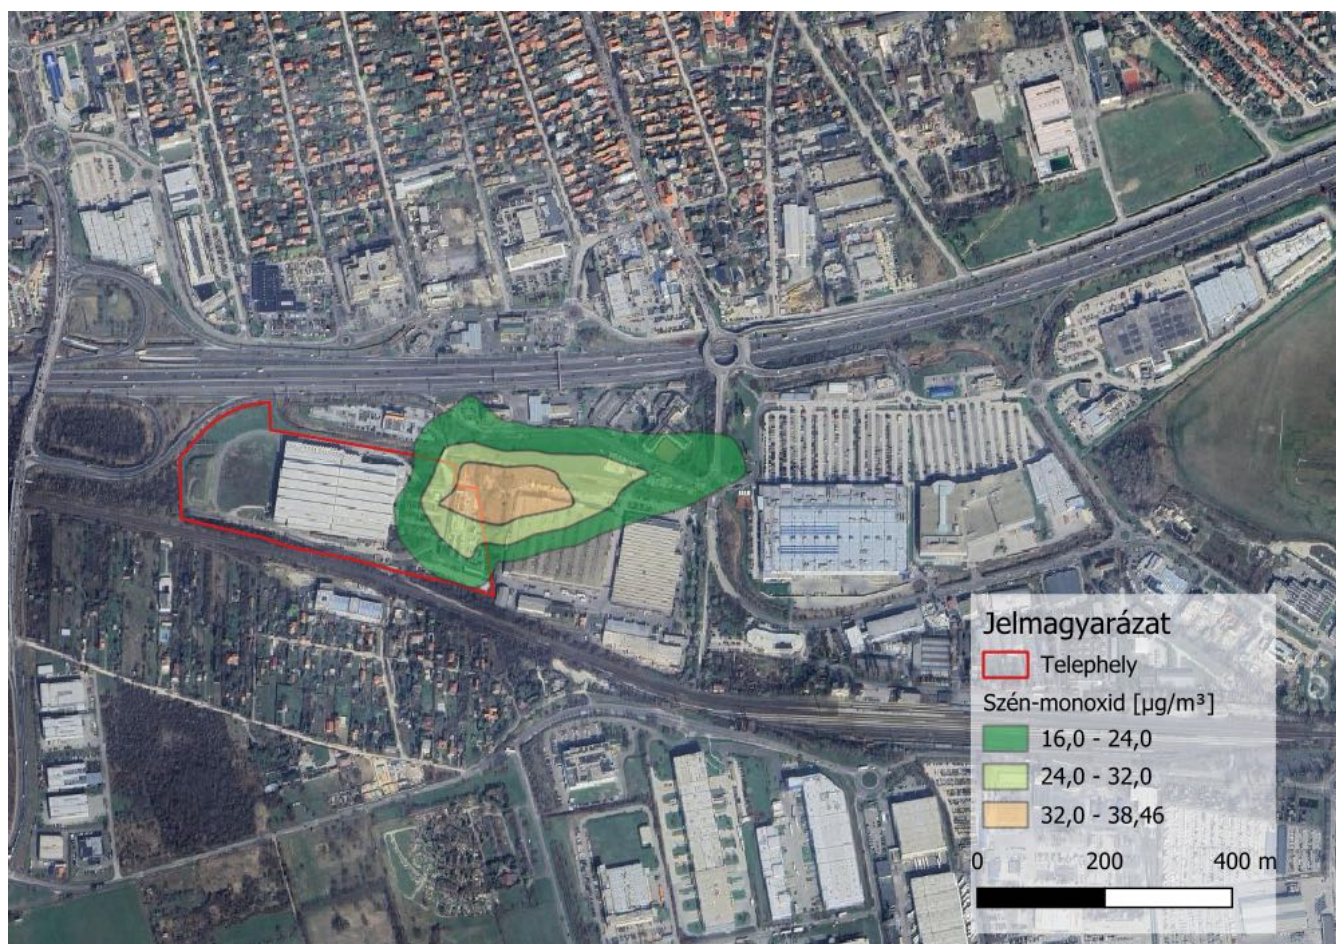 Jelmagyarázat
Telephely
Szén-monoxid [µg/m³]
16,0 - 24,0
24,0 - 32,0
32,0 - 38,46
0 200 400 m